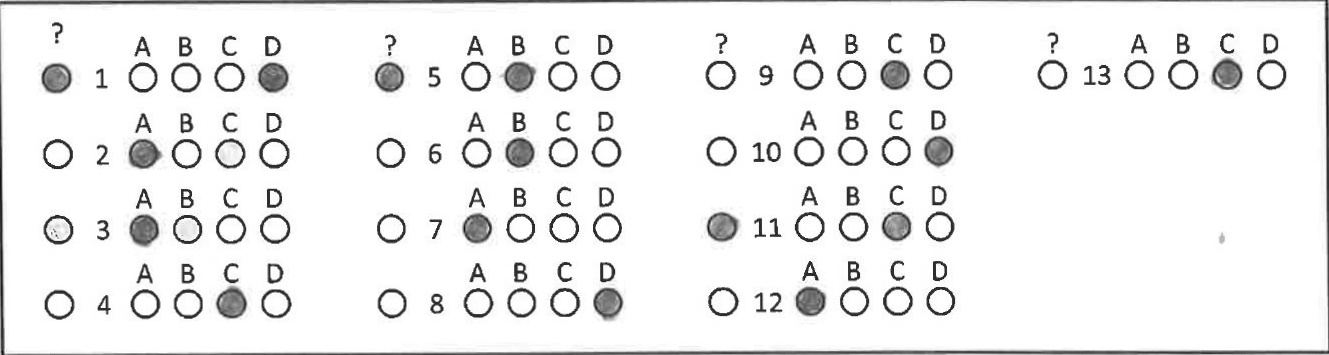 ? A B C D ? A B C D ? A B C D ? A B C D
1 5 9 13
A B C D A B C D A B C D
2 6 10
A B C D A B C D A B C D
3 7 11
A B C D A B C D A B C D
4 8 12